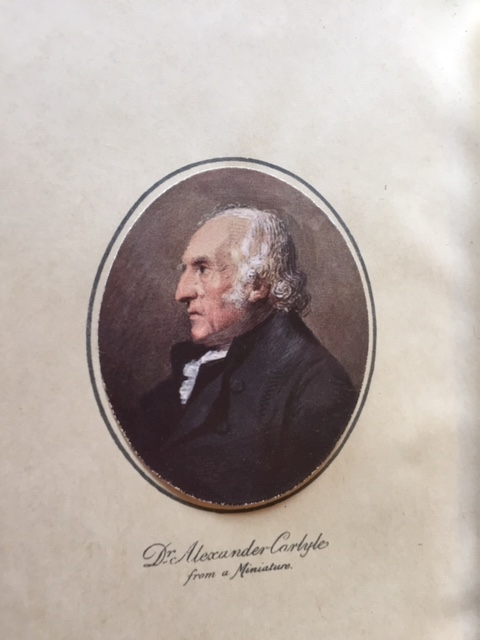 Dr. Alexander Carlyle
from a Miniature.